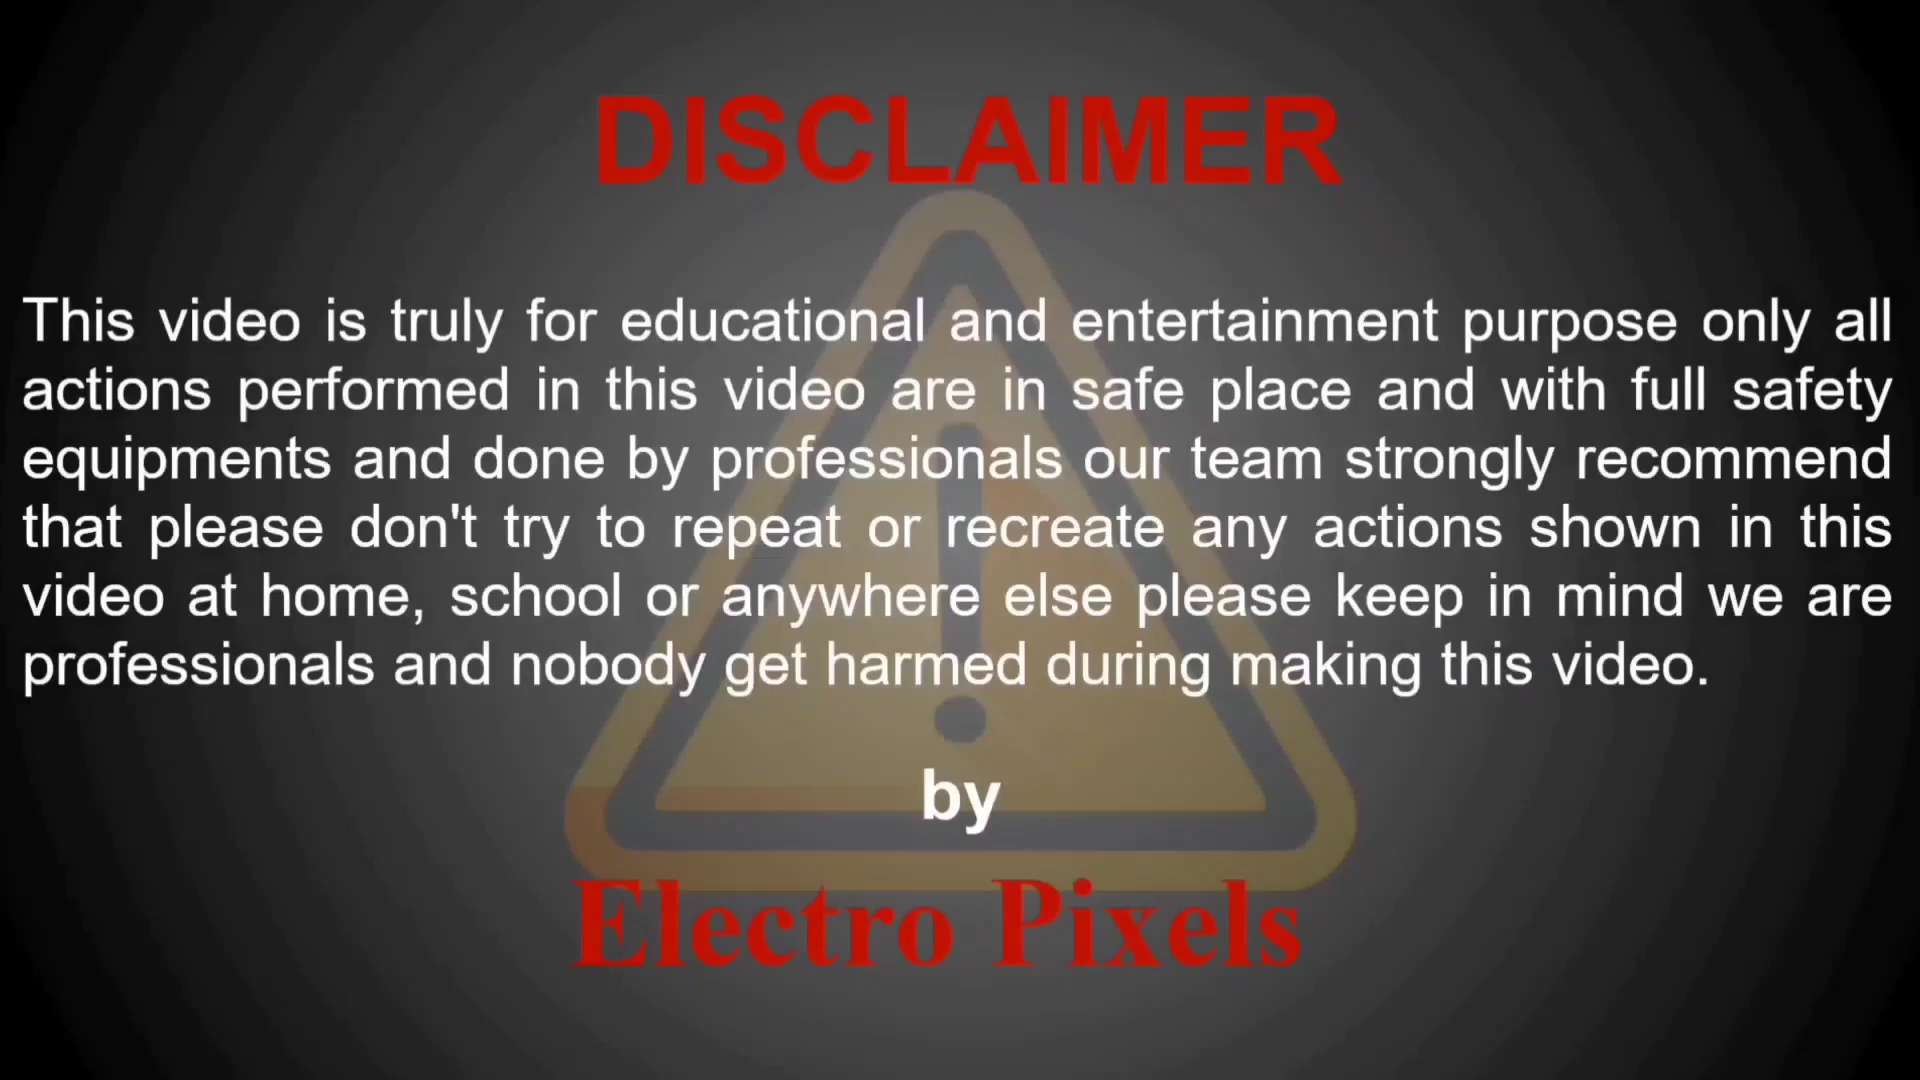 DISCLAIMER
This video is truly for educational and entertainment purpose only all
actions performed in this video are in safe place and with full safety
equipments and done by professionals our team strongly recommend
that please don't try to repeat or recreate any actions shown in this
video at home, school or anywhere else please keep in mind we are
professionals and nobody get harmed during making this video.
by
Electro Pixels